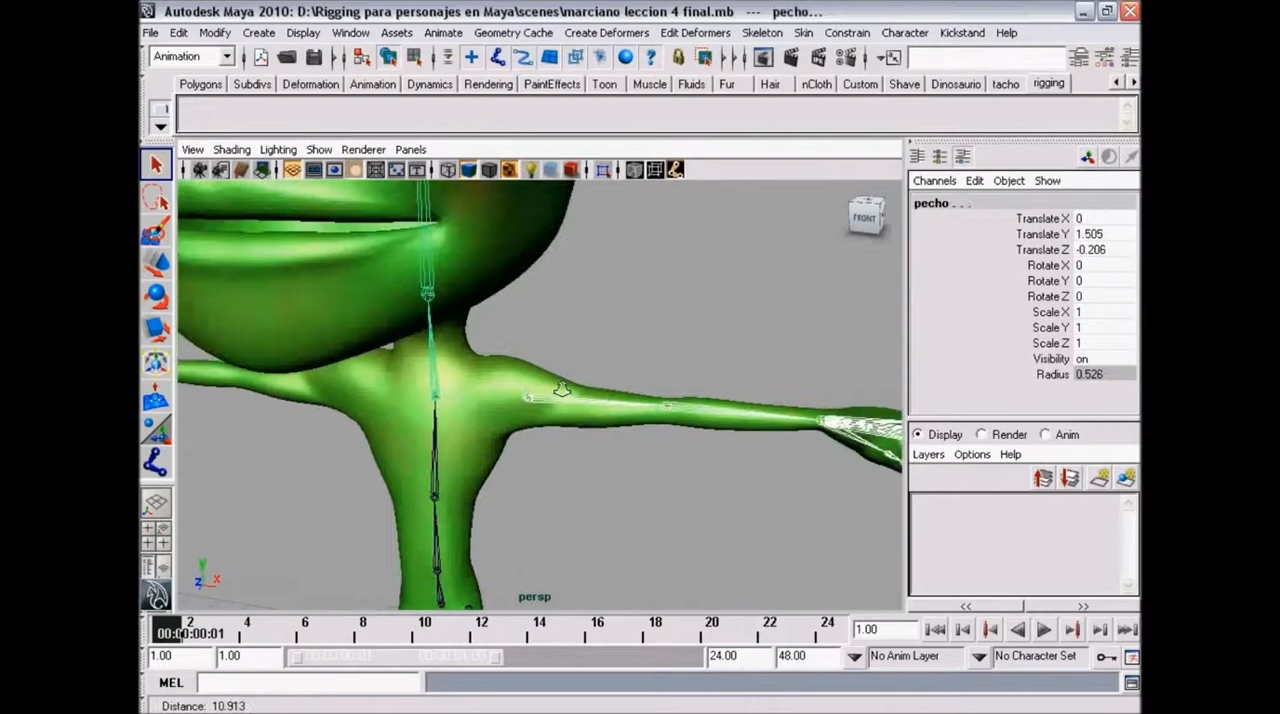 Autodesk Maya 2010: D:\Rigging para personajes en Maya\scenes\marciano leccion 4 final.mb --- pecho...
File Edit Modify Create Display Window Assets Animate Geometry Cache Create Deformers Edit Deformers Skeleton Skin Constrain Character Kickstand Help
Animation
Polygons Subdivs Deformation Animation Dynamics Rendering PaintEffects Toon Muscle Fluids Fur Hair nCloth Custom Shave Dinosaurio tacho rigging
View Shading Lighting Show Renderer Panels
Channels Edit Object Show
pecho . . .
Translate X 0
Translate Y 1.505
Translate Z -0.206
Rotate X 0
Rotate Y 0
Rotate Z 0
Scale X 1
Scale Y 1
Scale Z 1
Visibility on
Radius 0.526
FRONT
Display Render Anim
Layers Options Help
y
z x
persp
<< >>
2 4 6 8 10 12 14 16 18 20 22 24
00:00:00:01
1.00
1.00 1.00 24.00 48.00 No Anim Layer No Character Set
MEL
Distance: 10.913